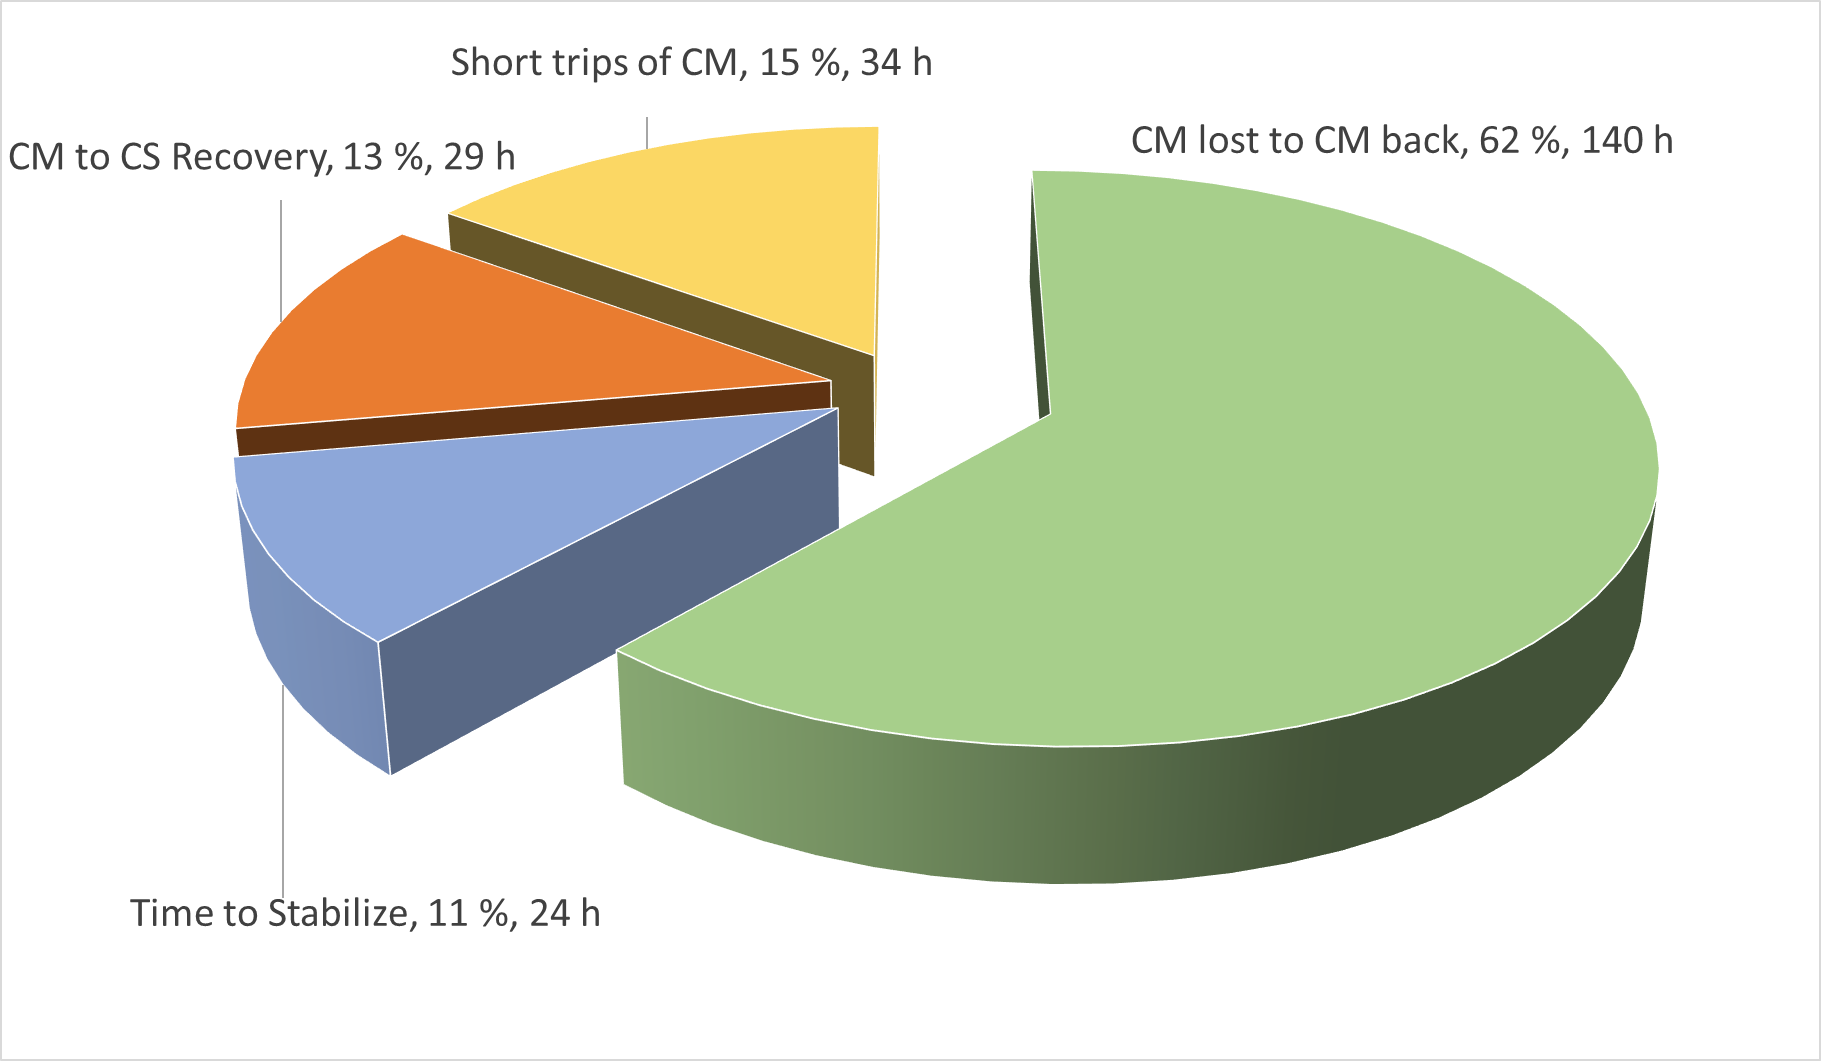 Short trips of CM, 15 %, 34 h
CM lost to CM back, 62 %, 140 h
CM to CS Recovery, 13 %, 29 h
Time to Stabilize, 11 %, 24 h